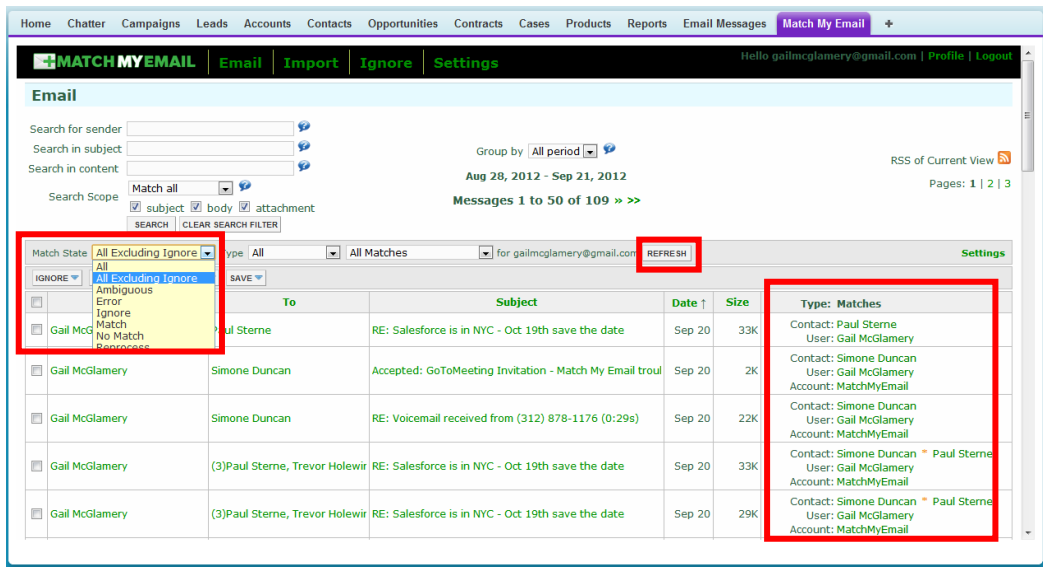 Home Chatter Campaigns Leads Accounts Contacts Opportunities Contracts Cases Products Reports Email Messages Match My Email +
MATCHMYEMAIL Email Import Ignore Settings Hello gailmcglamery@gmail.com | Profile | Logout
Email
Search for sender
Search in subject
Search in content
Group by All period
Aug 28, 2012 - Sep 21, 2012
Messages 1 to 50 of 109 » >>
RSS of Current View
Pages: 1 | 2 | 3
Search Scope Match all
subject body attachment
SEARCH CLEAR SEARCH FILTER
Match State All Excluding Ignore Type All All Matches for gailmcglamery@gmail.com REFRESH Settings
IGNORE SAVE
All
All Excluding Ignore
Ambiguous
Error
Ignore
Match
No Match
Reprocess
To Subject Date ↑ Size Type: Matches
Gail McG Paul Sterne RE: Salesforce is in NYC - Oct 19th save the date Sep 20 33K
Contact: Paul Sterne
User: Gail McGlamery
Gail McGlamery Simone Duncan Accepted: GoToMeeting Invitation - Match My Email troul Sep 20 2K
Contact: Simone Duncan
User: Gail McGlamery
Account: MatchMyEmail
Gail McGlamery Simone Duncan RE: Voicemail received from (312) 878-1176 (0:29s) Sep 20 22K
Contact: Simone Duncan
User: Gail McGlamery
Account: MatchMyEmail
Gail McGlamery (3)Paul Sterne, Trevor Holewir RE: Salesforce is in NYC - Oct 19th save the date Sep 20 33K
Contact: Simone Duncan * Paul Sterne
User: Gail McGlamery
Account: MatchMyEmail
Gail McGlamery (3)Paul Sterne, Trevor Holewir RE: Salesforce is in NYC - Oct 19th save the date Sep 20 29K
Contact: Simone Duncan * Paul Sterne
User: Gail McGlamery
Account: MatchMyEmail